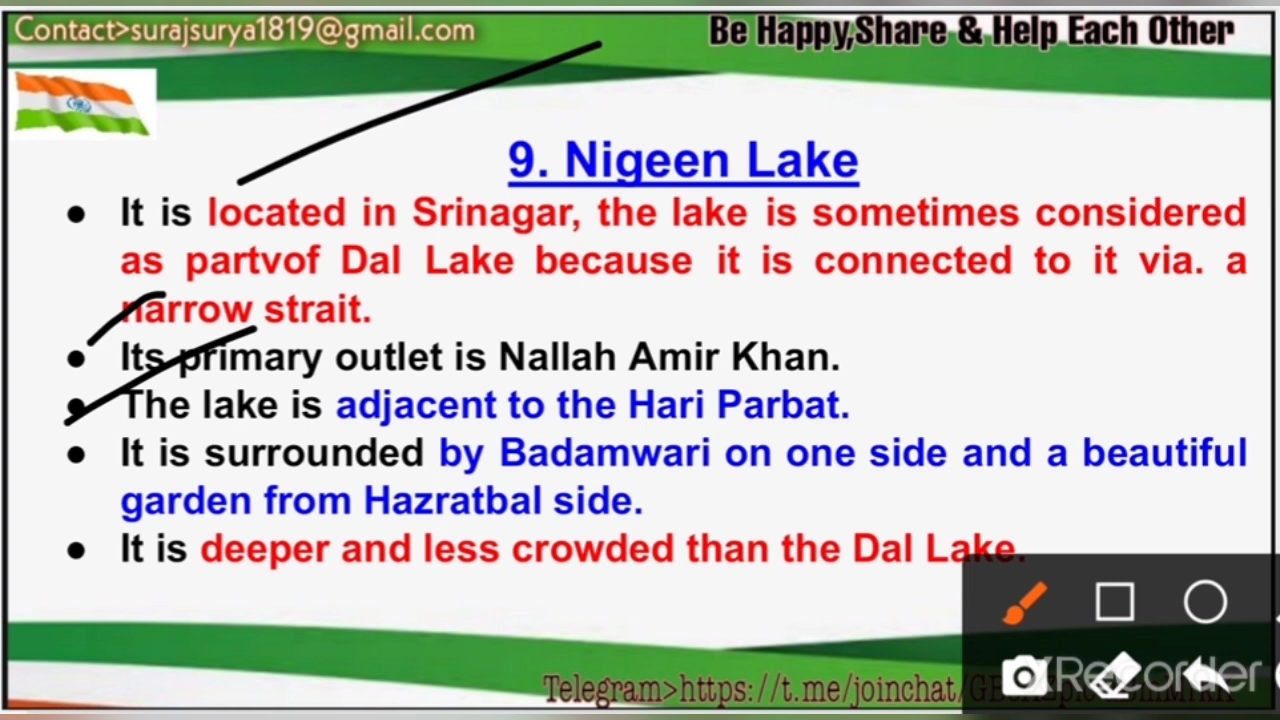 Contact>surajsurya1819@gmail.com
Be Happy,Share & Help Each Other
9. Nigeen Lake
● It is located in Srinagar, the lake is sometimes considered
as partvof Dal Lake because it is connected to it via. a
narrow strait.
● Its primary outlet is Nallah Amir Khan.
● The lake is adjacent to the Hari Parbat.
● It is surrounded by Badamwari on one side and a beautiful
garden from Hazratbal side.
● It is deeper and less crowded than the Dal Lake.
XRecorder
Telegram>https://t.me/joinchat/